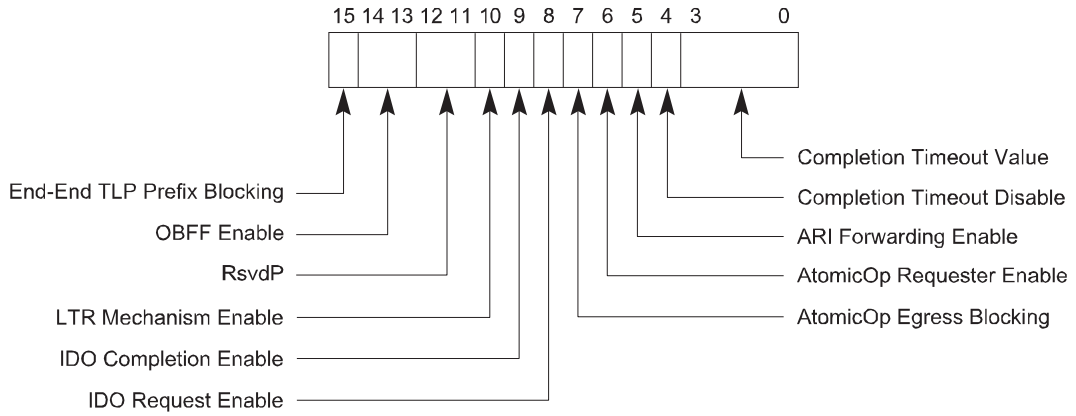 15 14 13 12 11 10 9 8 7 6 5 4 3 0
Completion Timeout Value
End-End TLP Prefix Blocking
Completion Timeout Disable
OBFF Enable
ARI Forwarding Enable
RsvdP
AtomicOp Requester Enable
LTR Mechanism Enable
AtomicOp Egress Blocking
IDO Completion Enable
IDO Request Enable